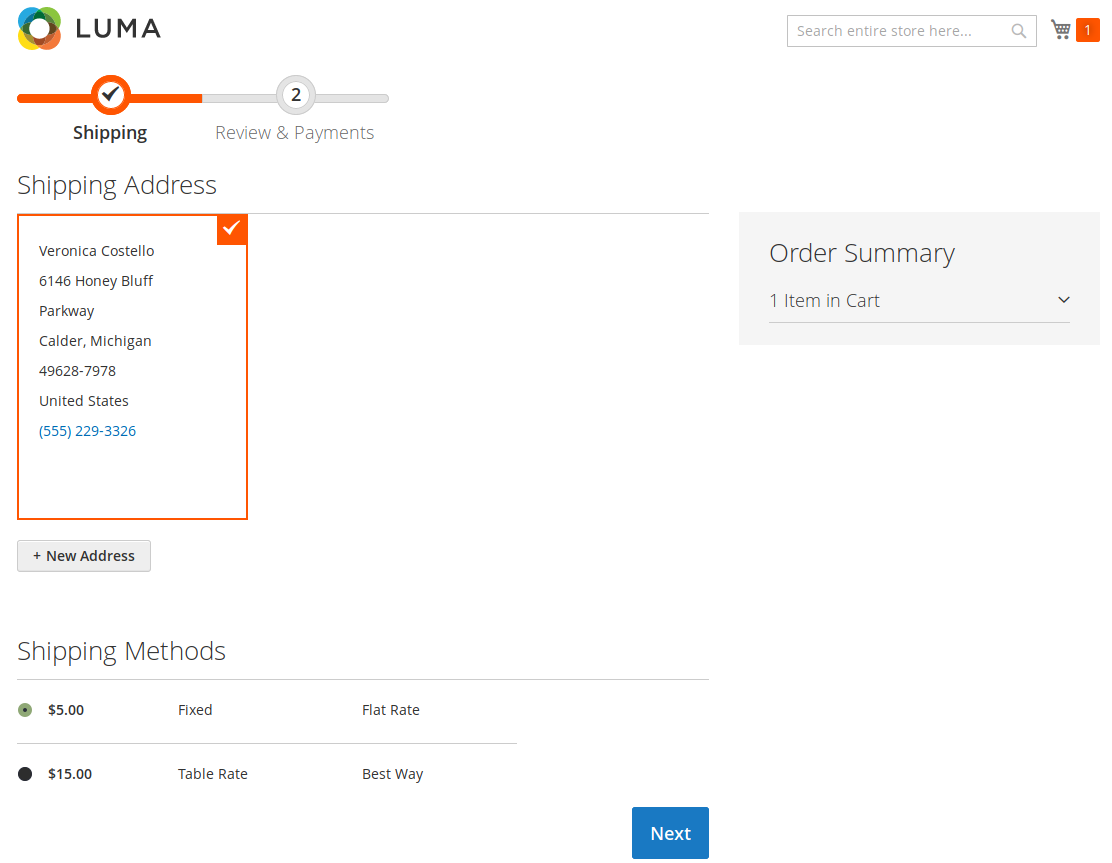 LUMA
Search entire store here...
1
2
Shipping
Review & Payments
Shipping Address
Veronica Costello
6146 Honey Bluff
Parkway
Calder, Michigan
49628-7978
United States
(555) 229-3326
+ New Address
Order Summary
1 Item in Cart
Shipping Methods
$5.00 Fixed Flat Rate
$15.00 Table Rate Best Way
Next